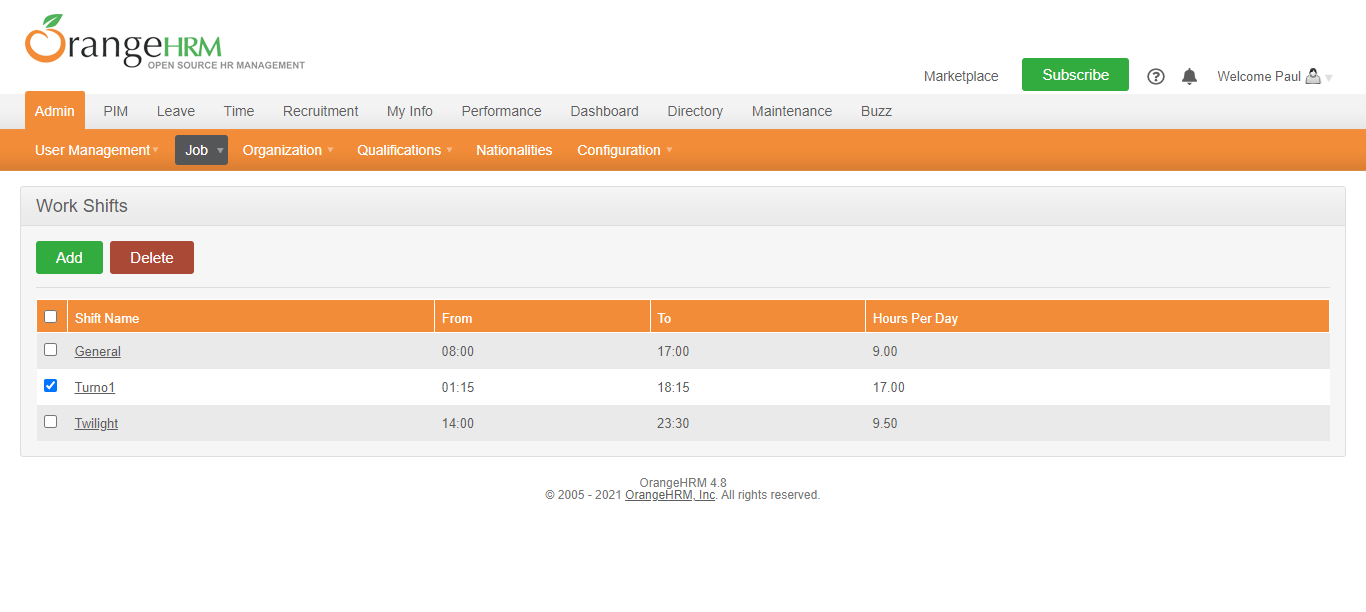 OrangeHRM
OPEN SOURCE HR MANAGEMENT
Marketplace Subscribe ? Welcome Paul
Admin PIM Leave Time Recruitment My Info Performance Dashboard Directory Maintenance Buzz
User Management Job Organization Qualifications Nationalities Configuration
Work Shifts
Add Delete
Shift Name From To Hours Per Day
General 08:00 17:00 9.00
Turno1 01:15 18:15 17.00
Twilight 14:00 23:30 9.50
OrangeHRM 4.8
© 2005 - 2021 OrangeHRM, Inc. All rights reserved.